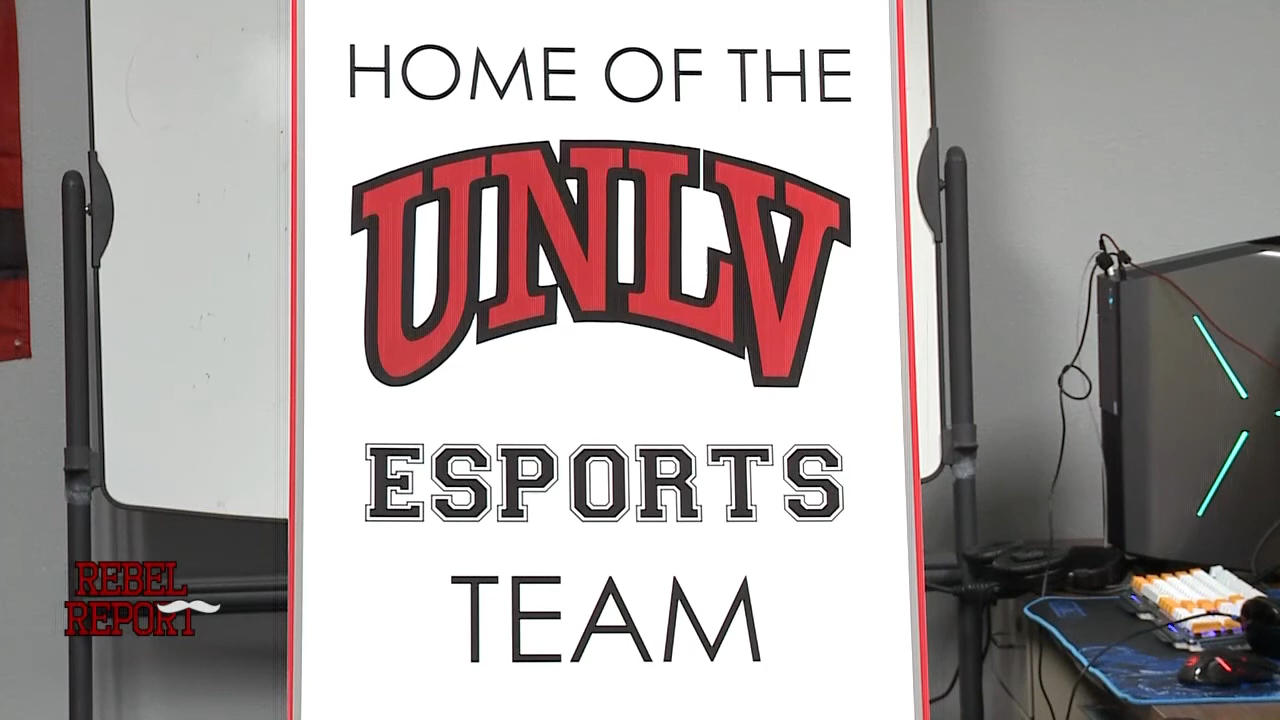 HOME OF THE
UNLV
ESPORTS
TEAM
REBEL
REPORT